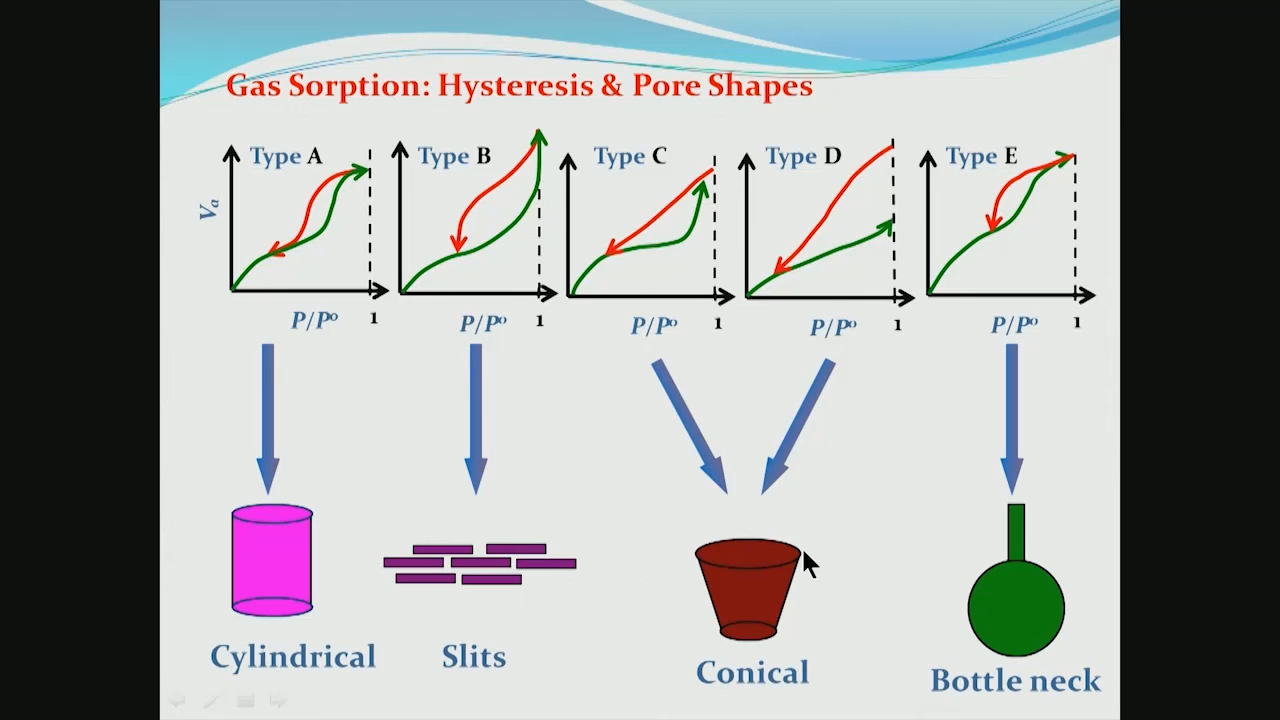 Gas Sorption: Hysteresis & Pore Shapes
Type A
Type B
Type C
Type D
Type E
Va
P/Pº 1
P/Pº 1
P/Pº 1
P/Pº 1
P/Pº 1
Cylindrical
Slits
Conical
Bottle neck